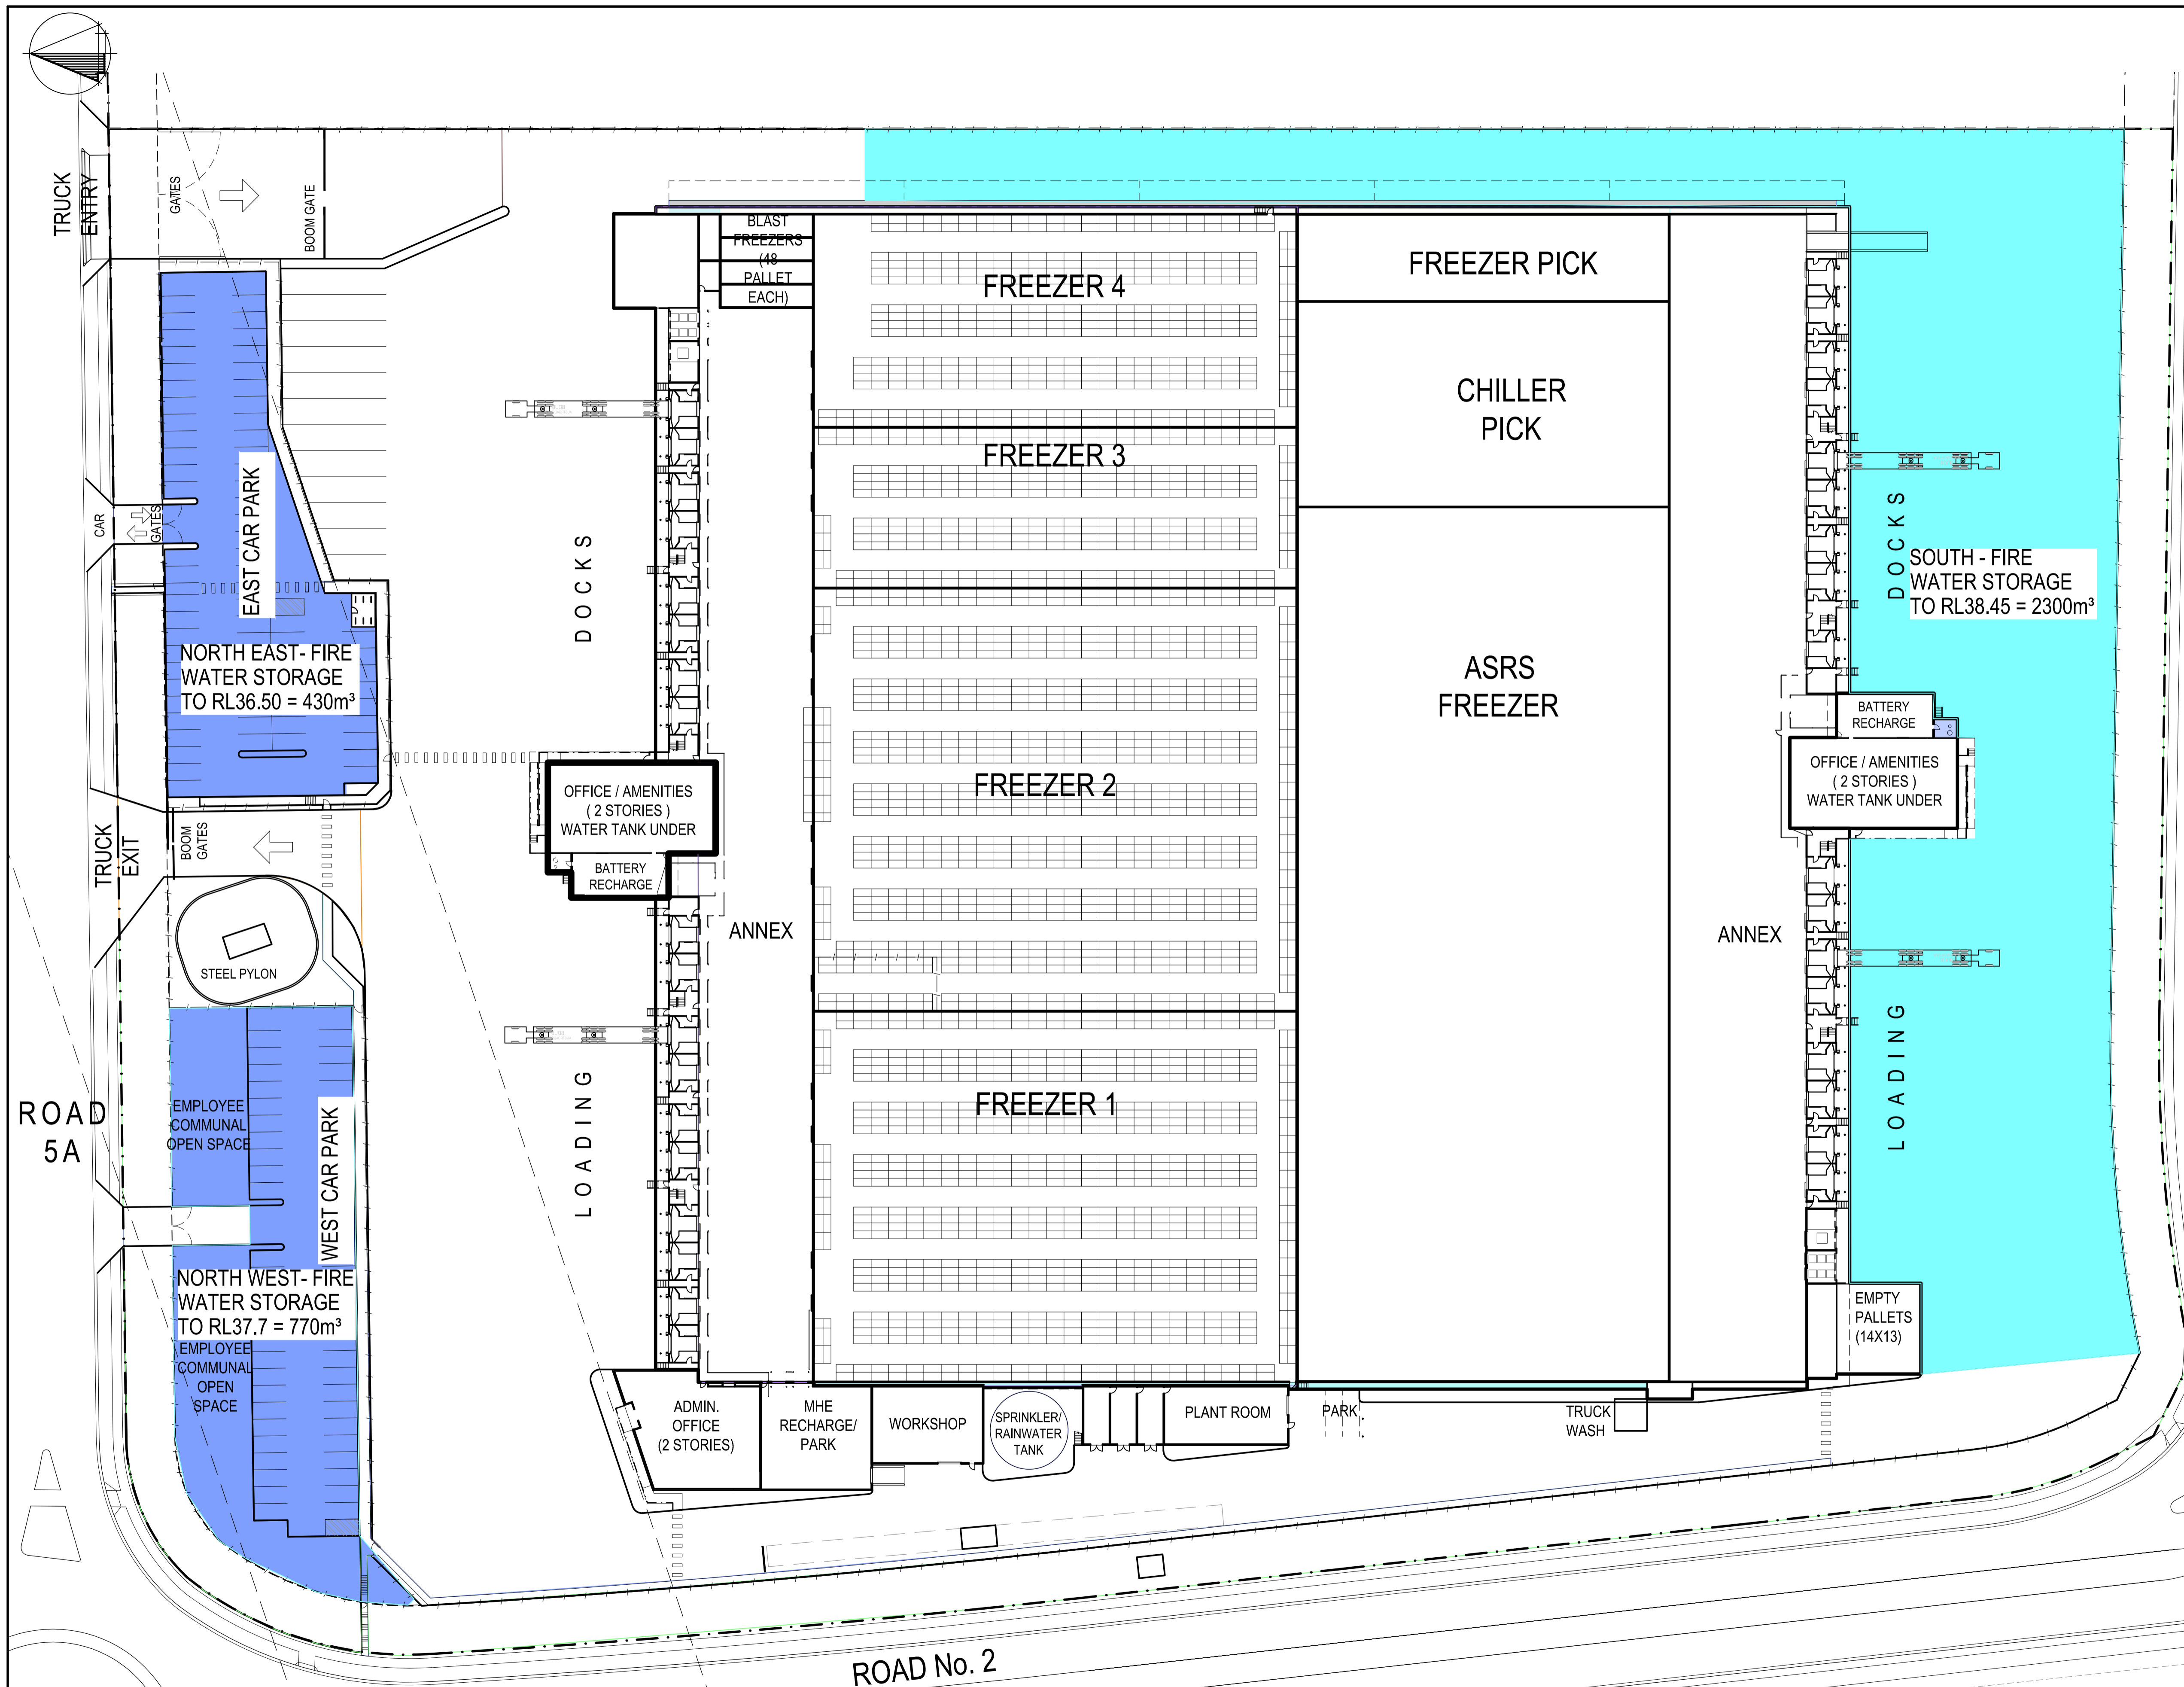 TRUCK
ENTRY
GATES
BOOM GATE
BLAST
FREEZERS
(48
PALLET
EACH)
FREEZER 4
FREEZER PICK
CHILLER
PICK
FREEZER 3
CAR
GATES
EAST CAR PARK
DOCKS
DOCKS
SOUTH - FIRE
WATER STORAGE
TO RL38.45 = 2300m³
NORTH EAST- FIRE
WATER STORAGE
TO RL36.50 = 430m³
ASRS
FREEZER
BATTERY
RECHARGE
OFFICE / AMENITIES
( 2 STORIES )
WATER TANK UNDER
FREEZER 2
OFFICE / AMENITIES
( 2 STORIES )
WATER TANK UNDER
BATTERY
RECHARGE
TRUCK
EXIT
BOOM
GATES
ANNEX
ANNEX
STEEL PYLON
LOADING
LOADING
ROAD
5A
EMPLOYEE
COMMUNAL
OPEN SPACE
WEST CAR PARK
FREEZER 1
NORTH WEST- FIRE
WATER STORAGE
TO RL37.7 = 770m³
EMPLOYEE
COMMUNAL
OPEN
SPACE
EMPTY
PALLETS
(14X13)
ADMIN.
OFFICE
(2 STORIES)
MHE
RECHARGE/
PARK
WORKSHOP
SPRINKLER/
RAINWATER
TANK
PLANT ROOM
PARK
TRUCK
WASH
ROAD No. 2